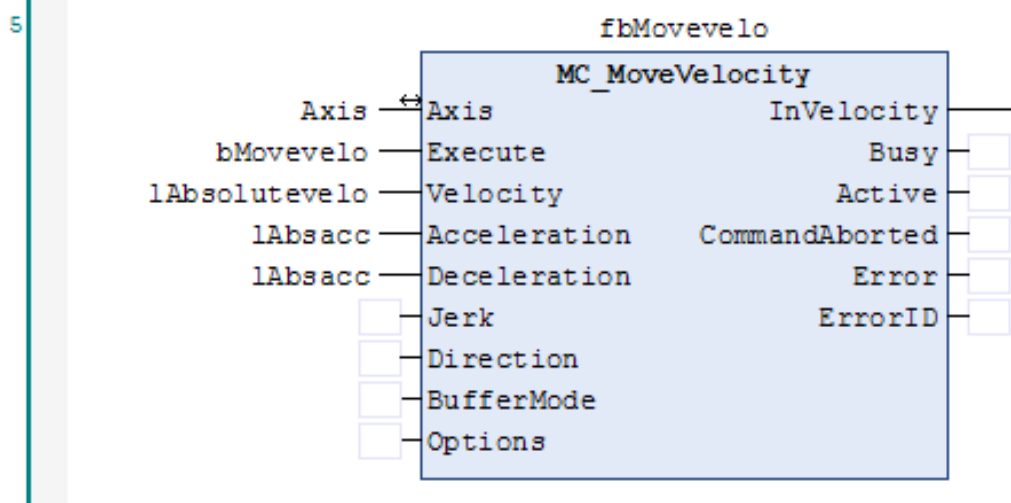 5
fbMovevelo
MC_MoveVelocity
Axis Axis InVelocity
bMovevelo Execute Busy
lAbsolutevelo Velocity Active
lAbsacc Acceleration CommandAborted
lAbsacc Deceleration Error
Jerk ErrorID
Direction
BufferMode
Options